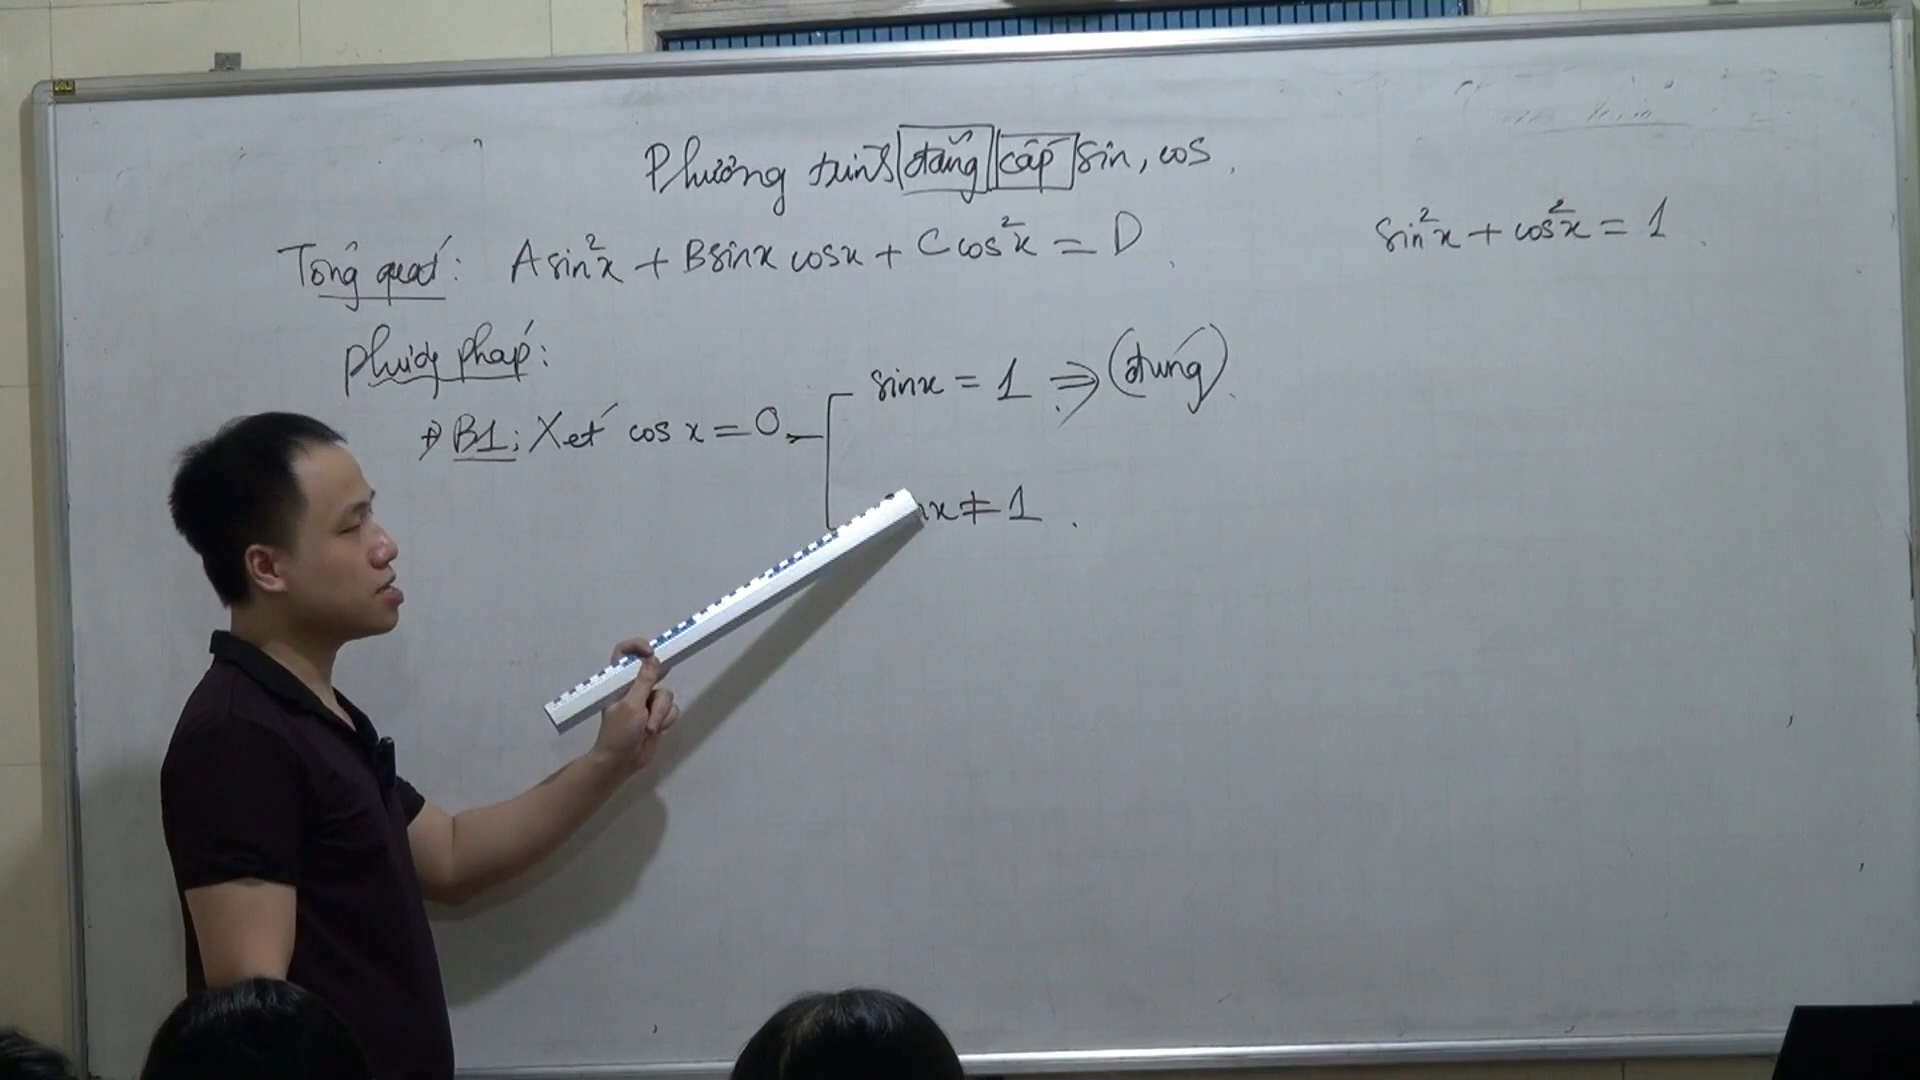 Phương trình đẳng cấp sin, cos.
Tổng quát: A sin²x + B sinx cosx + C cos²x = D
sin²x + cos²x = 1
phương pháp:
B1: Xét cos x = 0
sinx = 1 ⇒ (đúng)
x ≠ 1